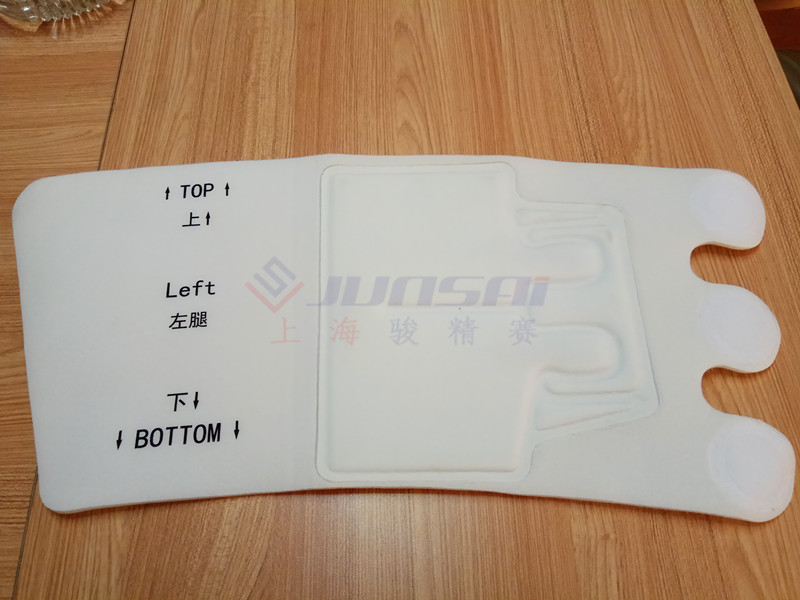 ↑ TOP ↑
上↑
Left
左腿
JUNSAI
上海骏精赛
下↓
↓ BOTTOM ↓